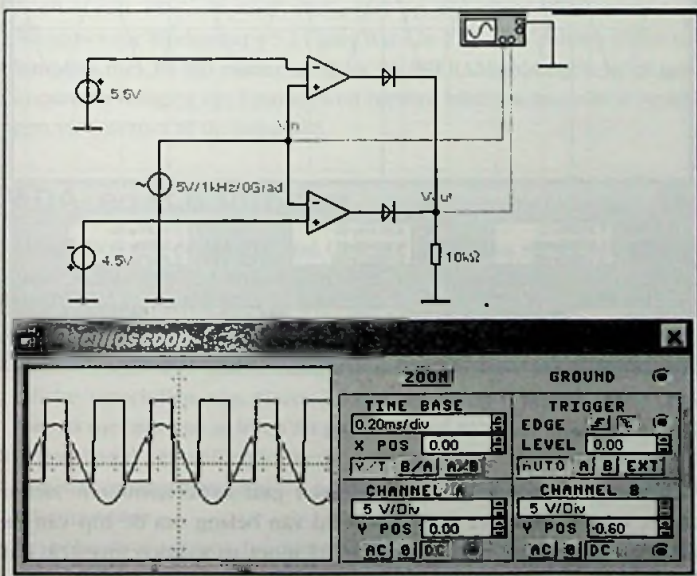 5.5V
Vin
5V/1kHz/0Grad
Vout
4.5V
10kΩ
Oscilloscoop
ZOOM
GROUND
TIME BASE
TRIGGER
0.20ms/div
EDGE
X POS 0.00
LEVEL 0.00
Y/T B/A A/B
AUTO A B EXT
CHANNEL A
CHANNEL B
5 V/Div
5 V/Div
Y POS 0.00
Y POS -0.60
AC 0 DC
AC 0 DC